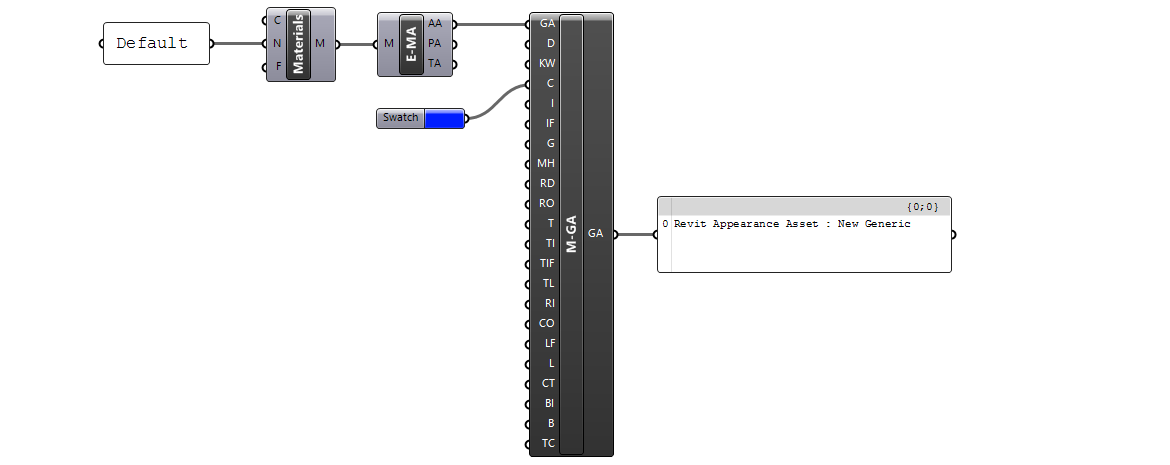 Default
C
N
F
Materials
M
M
E-MA
AA
PA
TA
Swatch
GA
D
KW
C
I
IF
G
MH
RD
RO
T
TI
TIF
TL
RI
CO
LF
L
CT
BI
B
TC
M-GA
GA
{0;0}
0 Revit Appearance Asset : New Generic